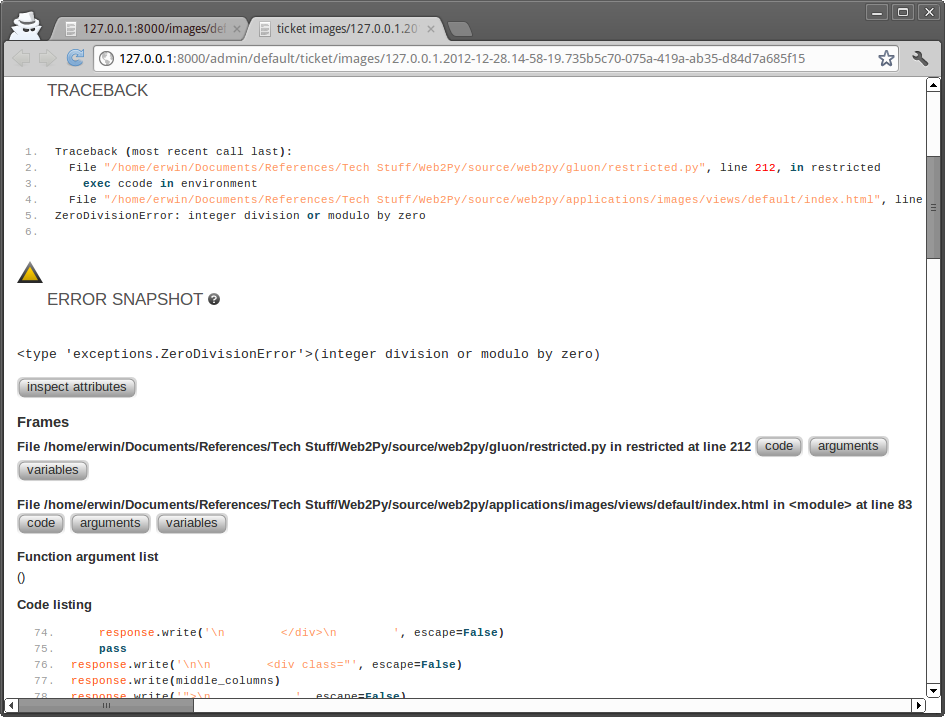 127.0.0.1:8000/images/def
ticket images/127.0.0.1.20
127.0.0.1:8000/admin/default/ticket/images/127.0.0.1.2012-12-28.14-58-19.735b5c70-075a-419a-ab35-d84d7a685f15
TRACEBACK
1. Traceback (most recent call last):
2. File "/home/erwin/Documents/References/Tech Stuff/Web2Py/source/web2py/gluon/restricted.py", line 212, in restricted
3. exec ccode in environment
4. File "/home/erwin/Documents/References/Tech Stuff/Web2Py/source/web2py/applications/images/views/default/index.html", line
5. ZeroDivisionError: integer division or modulo by zero
6.
ERROR SNAPSHOT ?
<type 'exceptions.ZeroDivisionError'>(integer division or modulo by zero)
inspect attributes
Frames
File /home/erwin/Documents/References/Tech Stuff/Web2Py/source/web2py/gluon/restricted.py in restricted at line 212 code arguments
variables
File /home/erwin/Documents/References/Tech Stuff/Web2Py/source/web2py/applications/images/views/default/index.html in <module> at line 83
code arguments variables
Function argument list
()
Code listing
74. response.write('\n        </div>\n        ', escape=False)
75. pass
76. response.write('\n\n        <div class="', escape=False)
77. response.write(middle_columns)
78. response.write('">\n            ', escape=False)